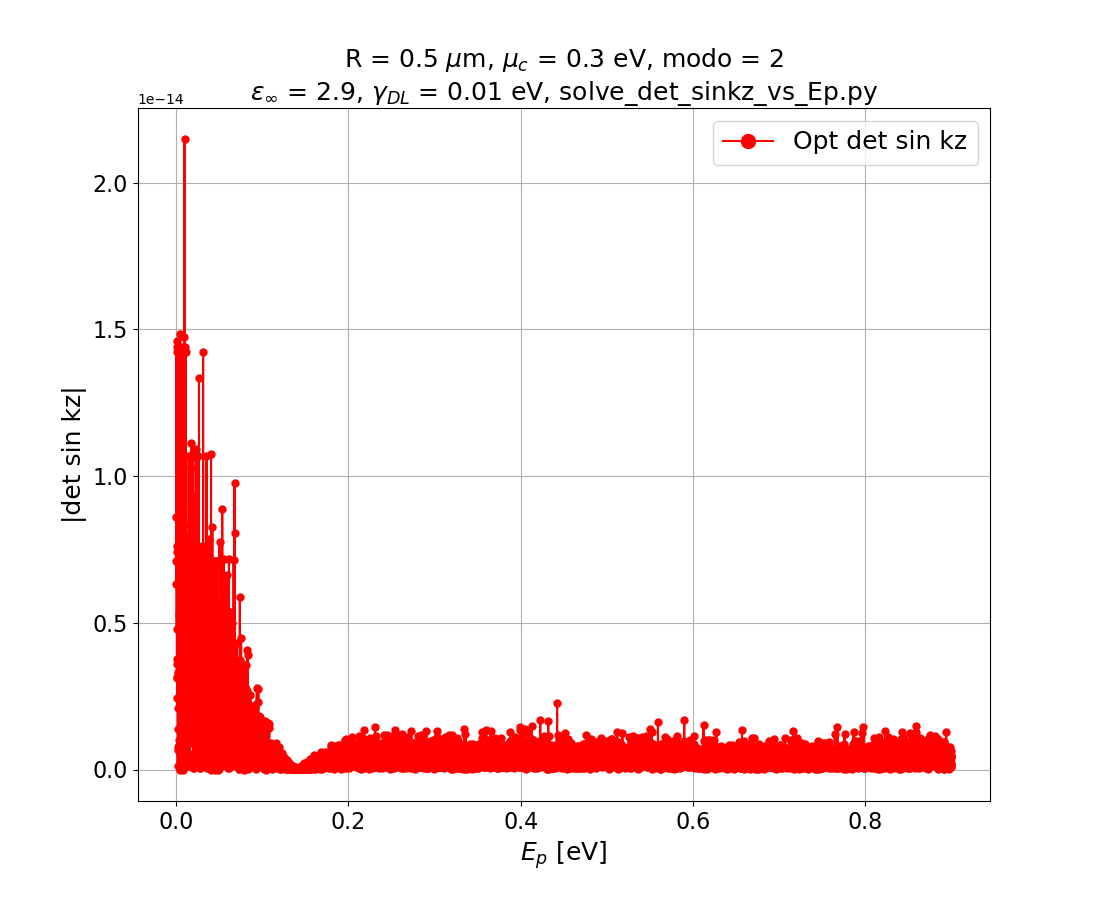 R = 0.5 μm, μ_c = 0.3 eV, modo = 2
ε_∞ = 2.9, γ_DL = 0.01 eV, solve_det_sinkz_vs_Ep.py
1e−14
Opt det sin kz
2.0
1.5
1.0
0.5
0.0
|det sin kz|
0.0 0.2 0.4 0.6 0.8
E_p [eV]